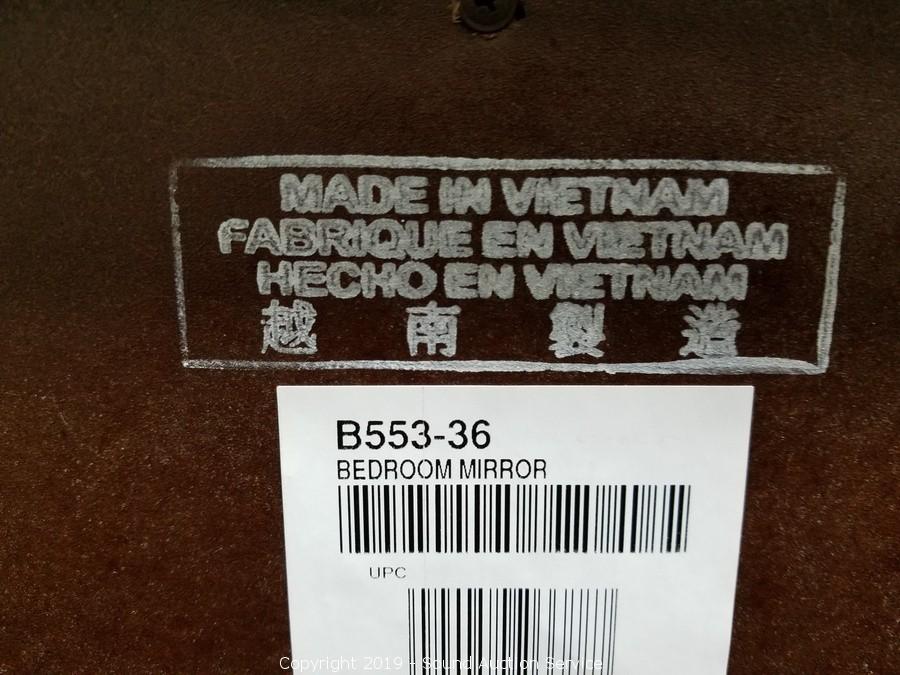 MADE IN VIETNAM
FABRIQUE EN VIETNAM
HECHO EN VIETNAM
越南製造
B553-36
BEDROOM MIRROR
UPC
Copyright 2019 - Sound Auction Service